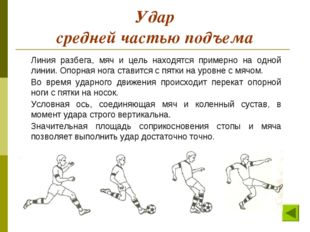 Удар
средней частью подъема
Линия разбега, мяч и цель находятся примерно на одной
линии. Опорная нога ставится с пятки на уровне с мячом.
Во время ударного движения происходит перекат опорной
ноги с пятки на носок.
Условная ось, соединяющая мяч и коленный сустав, в
момент удара строго вертикальна.
Значительная площадь соприкосновения стопы и мяча
позволяет выполнить удар достаточно точно.